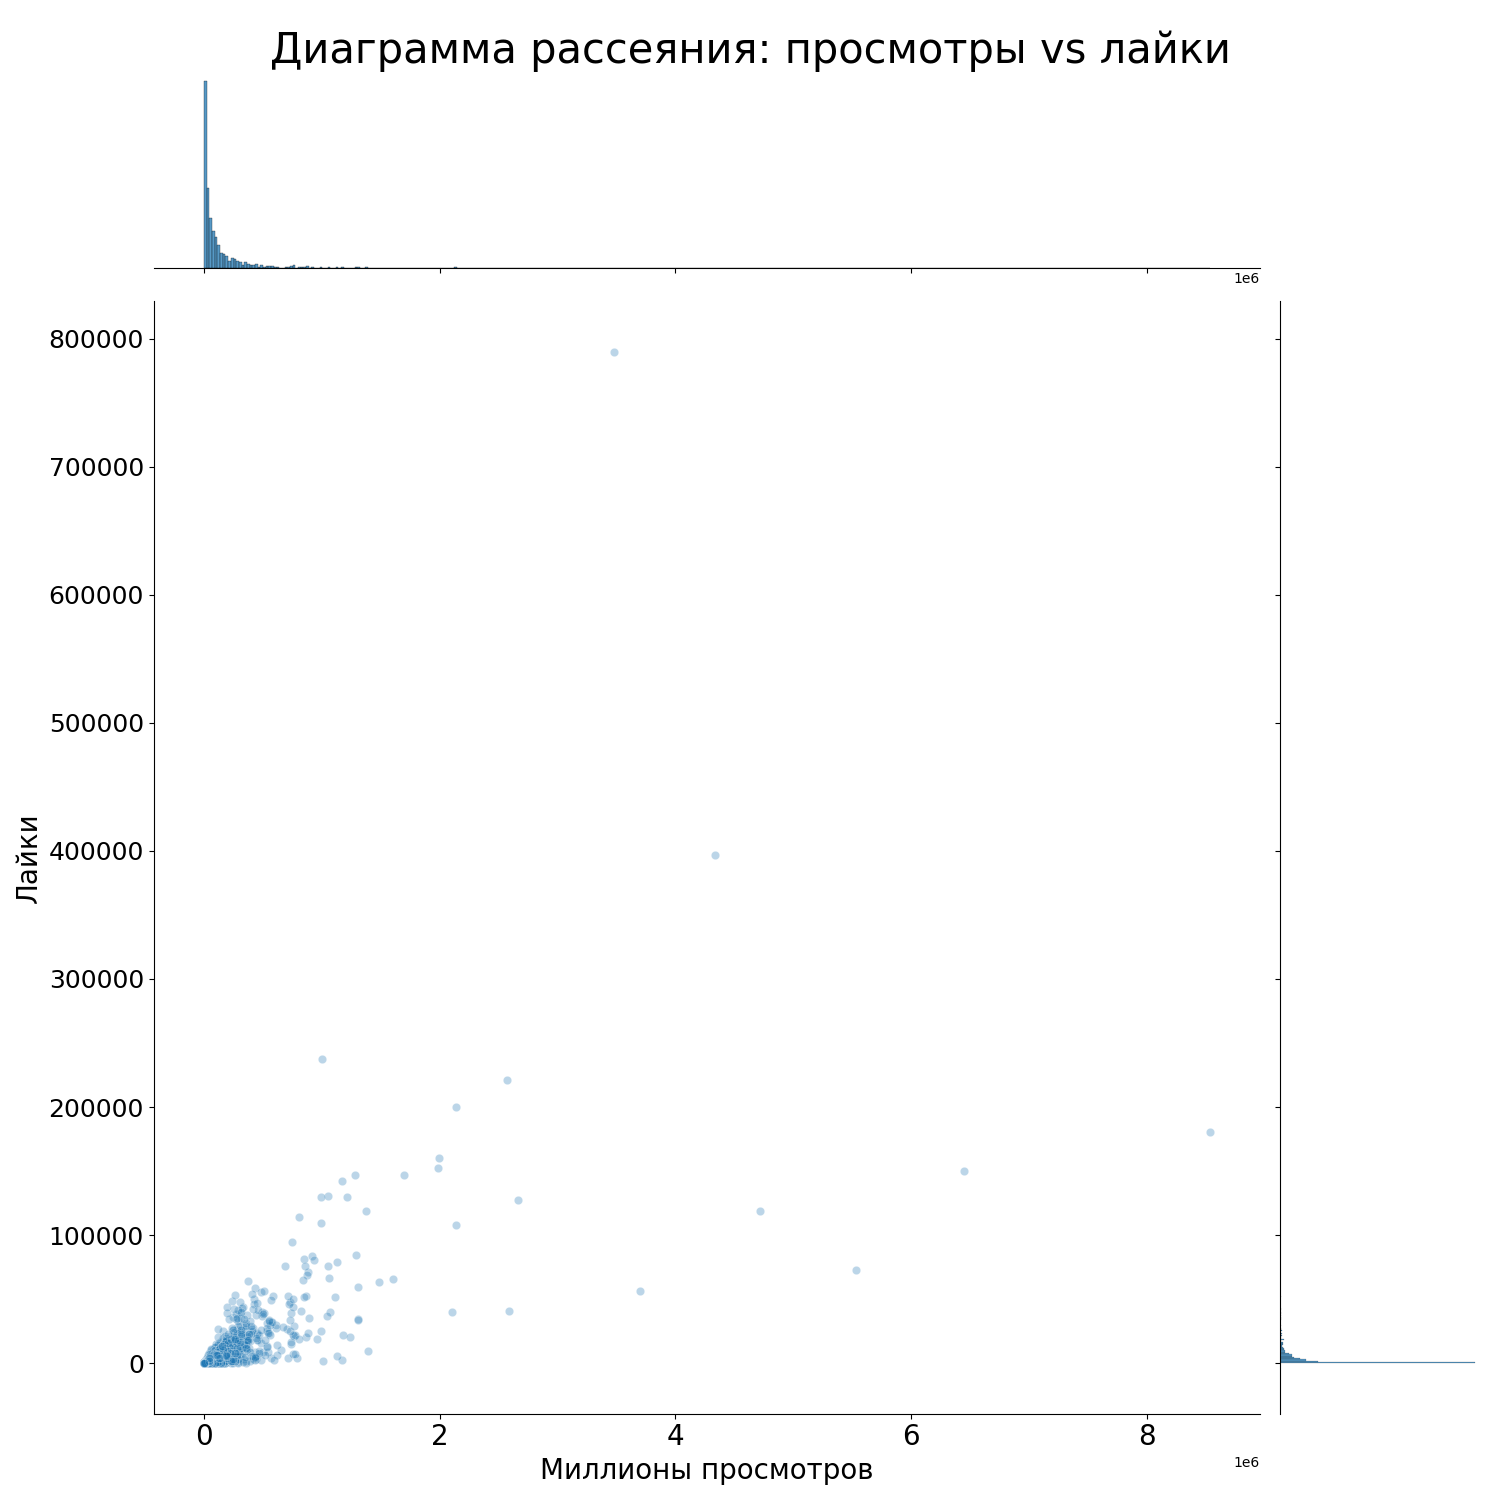 Диаграмма рассеяния: просмотры vs лайки
1e6
800000
700000
600000
500000
400000
300000
200000
100000
0
Лайки
0 2 4 6 8
1e6
Миллионы просмотров